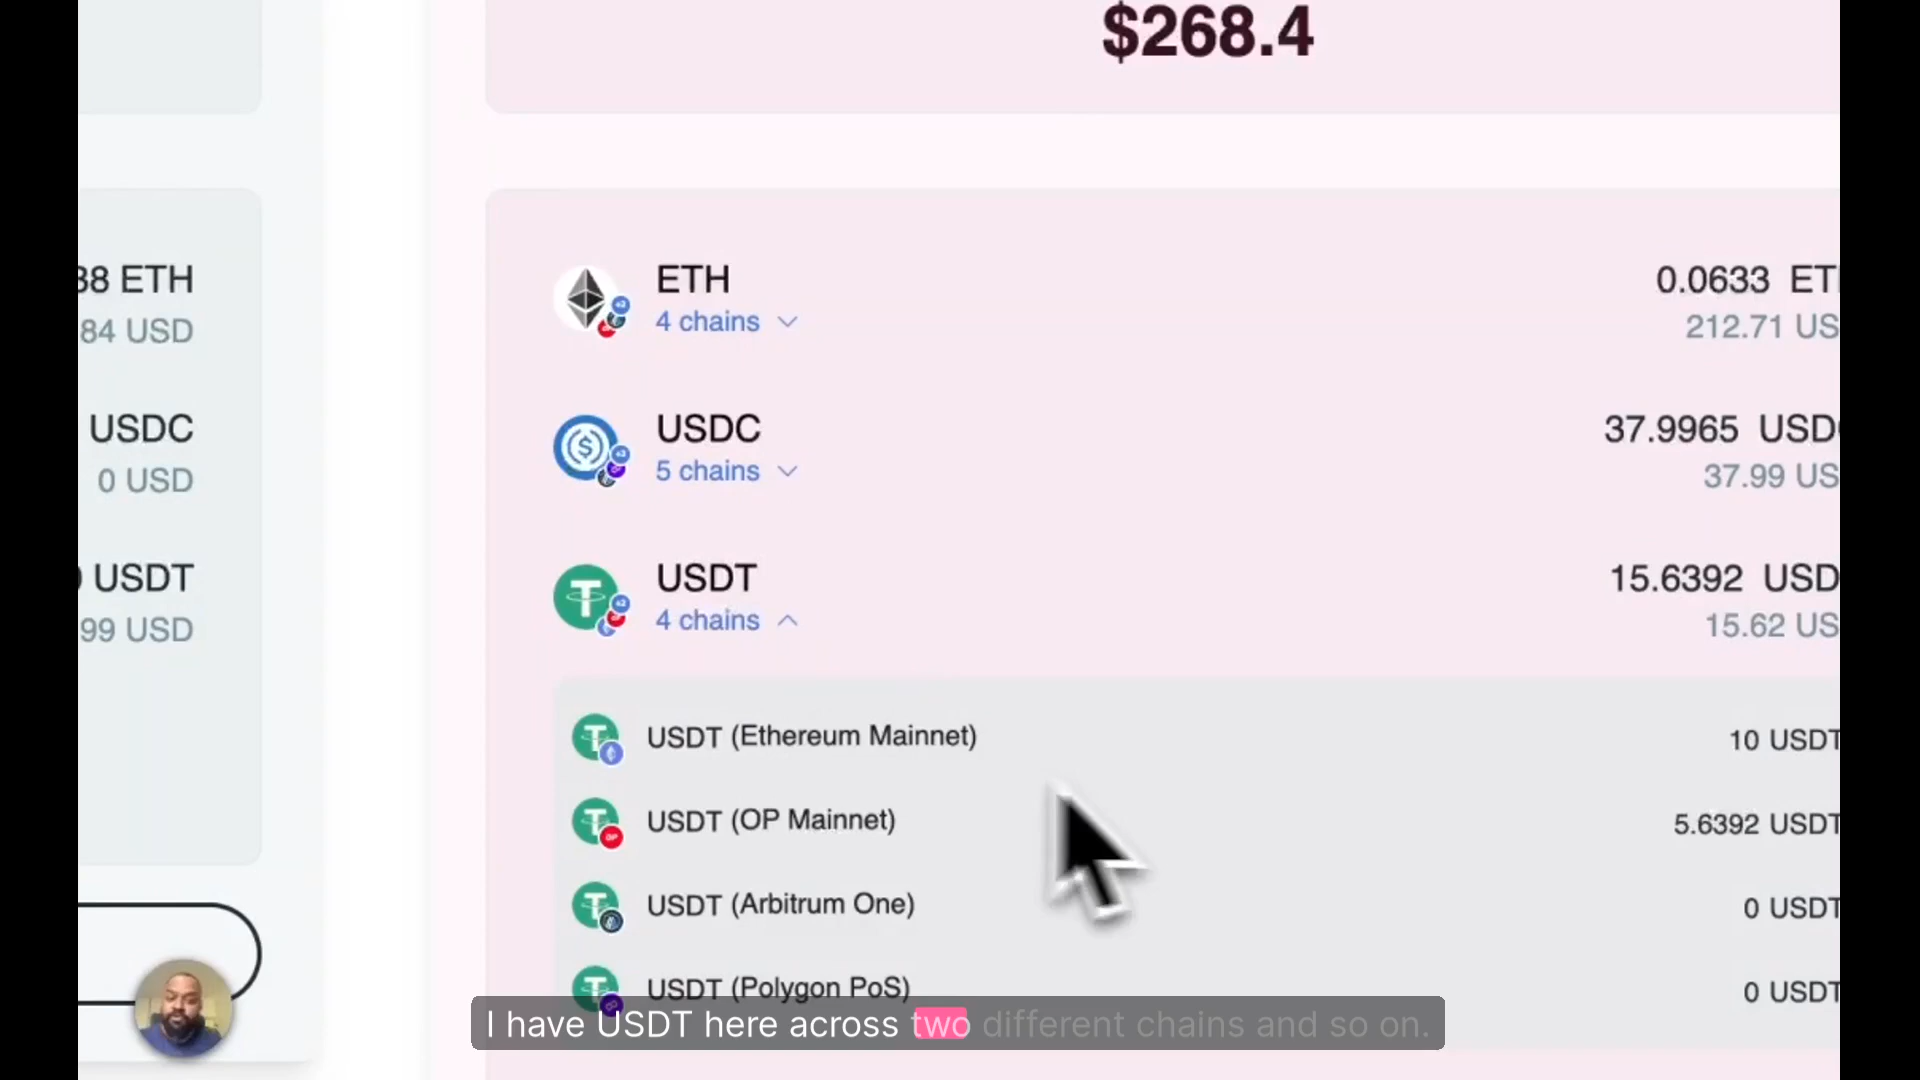 $268.4
38 ETH
84 USD
USDC
0 USD
USDT
99 USD
ETH
4 chains
0.0633 ET
212.71 US
USDC
5 chains
37.9965 USD
37.99 US
USDT
4 chains
15.6392 USD
15.62 US
USDT (Ethereum Mainnet)
10 USDT
USDT (OP Mainnet)
5.6392 USDT
USDT (Arbitrum One)
0 USDT
USDT (Polygon PoS)
0 USDT
I have USDT here across two different chains and so on.